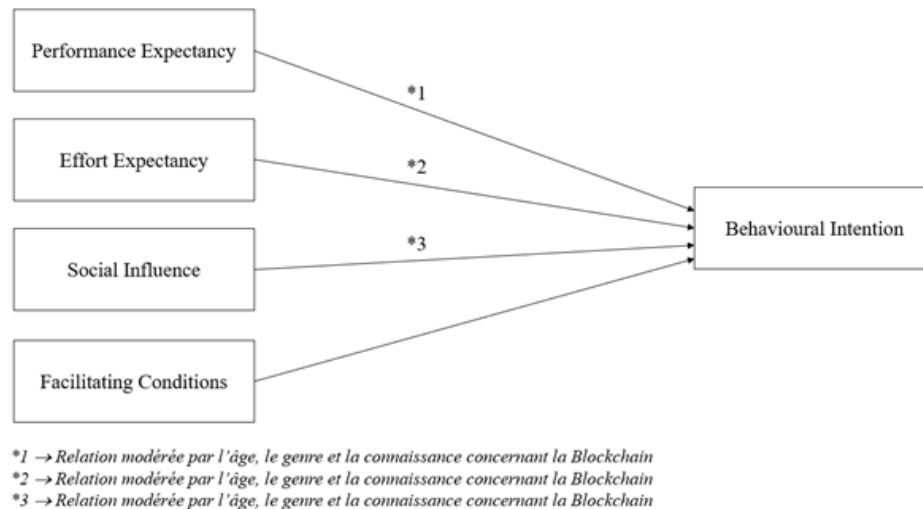 Performance Expectancy
*1
Effort Expectancy
*2
Behavioural Intention
*3
Social Influence
Facilitating Conditions
*1 → Relation modérée par l'âge, le genre et la connaissance concernant la Blockchain
*2 → Relation modérée par l'âge, le genre et la connaissance concernant la Blockchain
*3 → Relation modérée par l'âge, le genre et la connaissance concernant la Blockchain